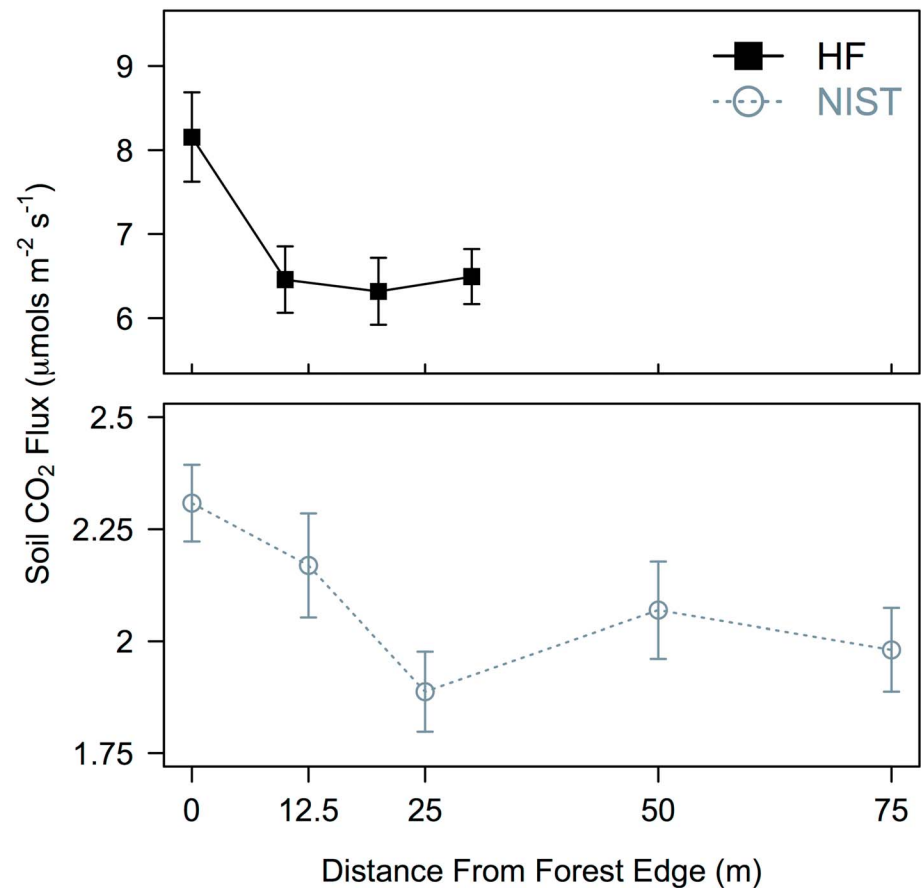 HF
NIST
9
8
7
6
Soil CO₂ Flux (μmols m⁻² s⁻¹)
2.5
2.25
2
1.75
0 12.5 25 50 75
Distance From Forest Edge (m)